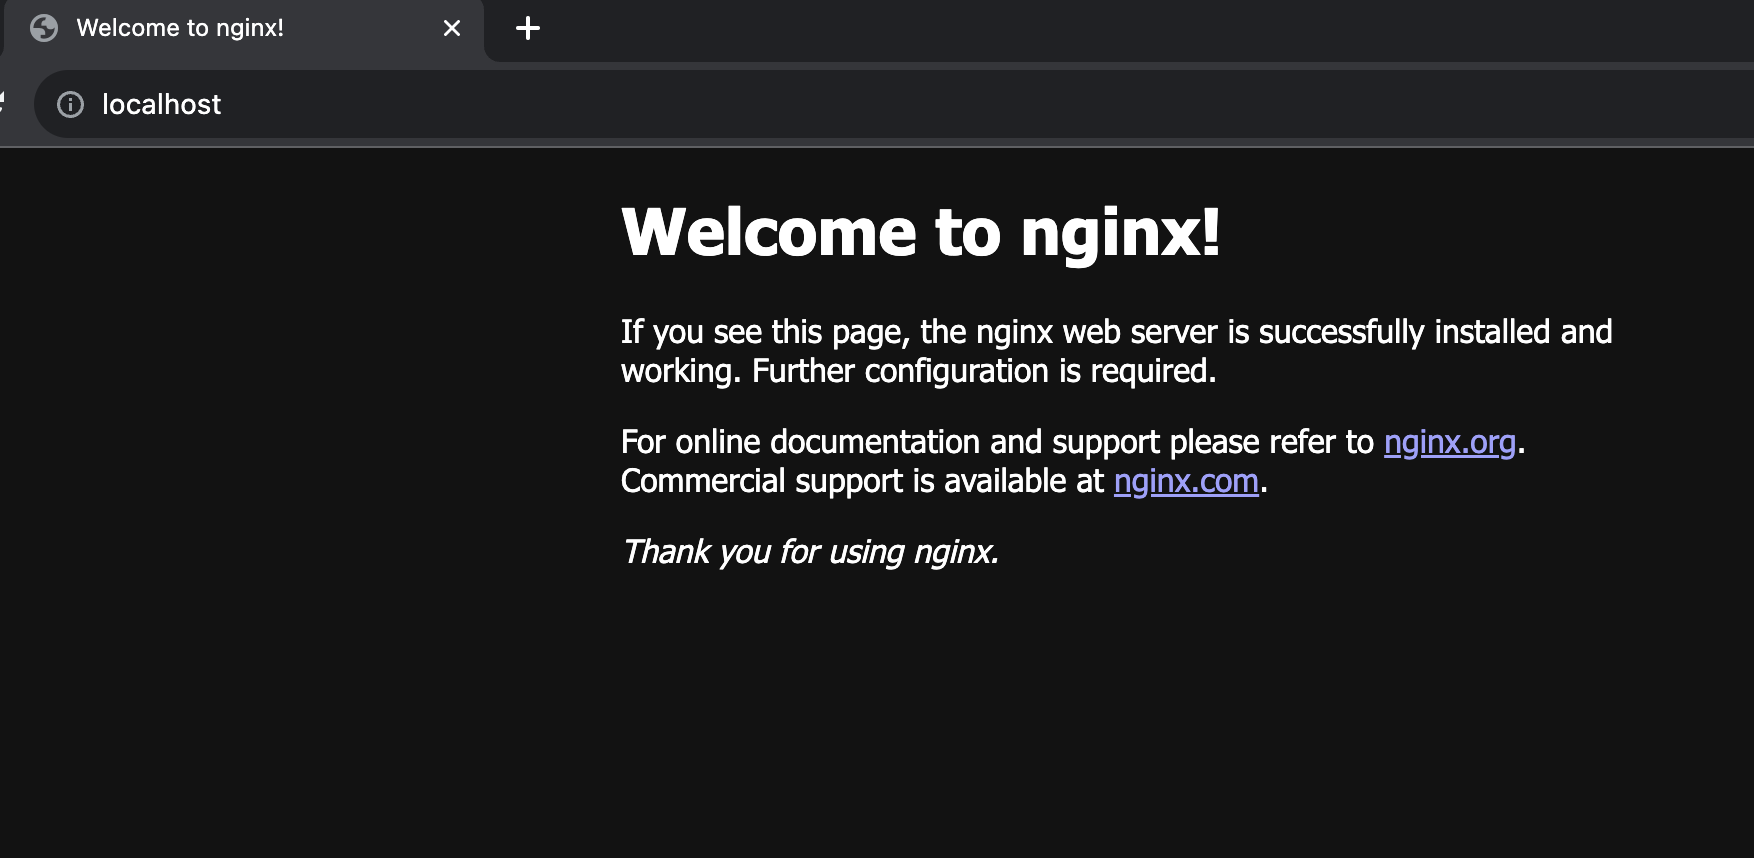 Welcome to nginx!
localhost
Welcome to nginx!
If you see this page, the nginx web server is successfully installed and
working. Further configuration is required.
For online documentation and support please refer to nginx.org.
Commercial support is available at nginx.com.
Thank you for using nginx.